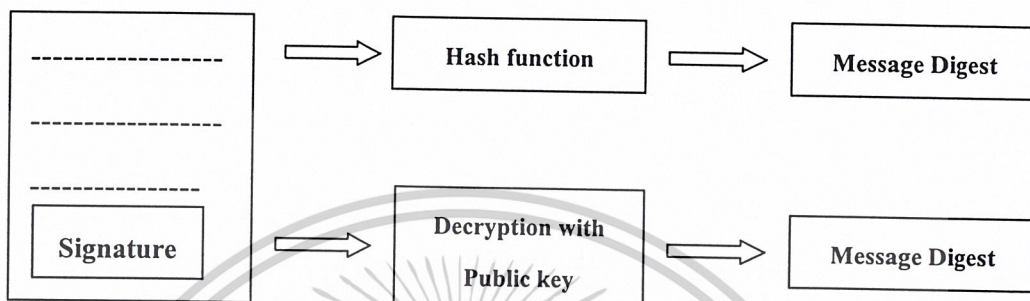 Hash function
Message Digest
Signature
Decryption with
Public key
Message Digest